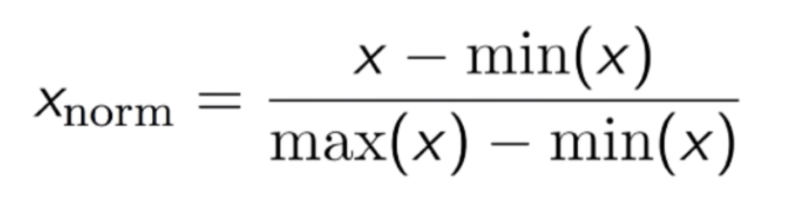 x_norm = (x − min(x)) / (max(x) − min(x))